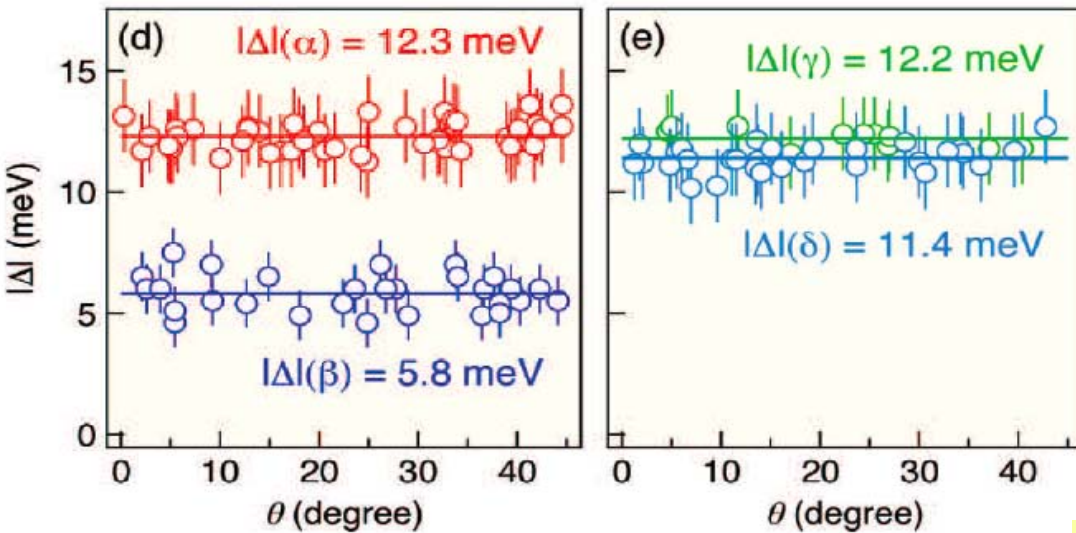 (d)
|Δ|(α) = 12.3 meV
(e)
|Δ|(γ) = 12.2 meV
15
10
5
0
|Δ| (meV)
|Δ|(β) = 5.8 meV
|Δ|(δ) = 11.4 meV
0 10 20 30 40
0 10 20 30 40
θ (degree)
θ (degree)